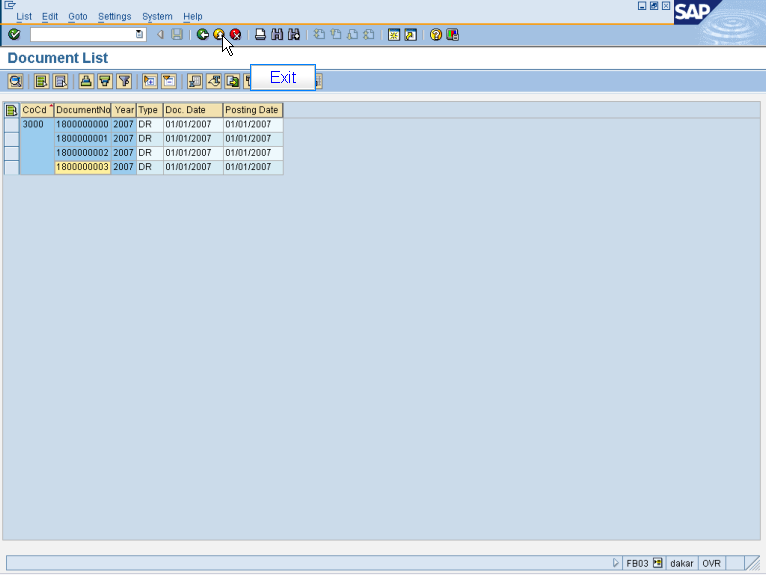 List Edit Goto Settings System Help
SAP
Document List
Exit
CoCd DocumentNo Year Type Doc. Date Posting Date
3000 1800000000 2007 DR 01/01/2007 01/01/2007
1800000001 2007 DR 01/01/2007 01/01/2007
1800000002 2007 DR 01/01/2007 01/01/2007
1800000003 2007 DR 01/01/2007 01/01/2007
FB03 dakar OVR